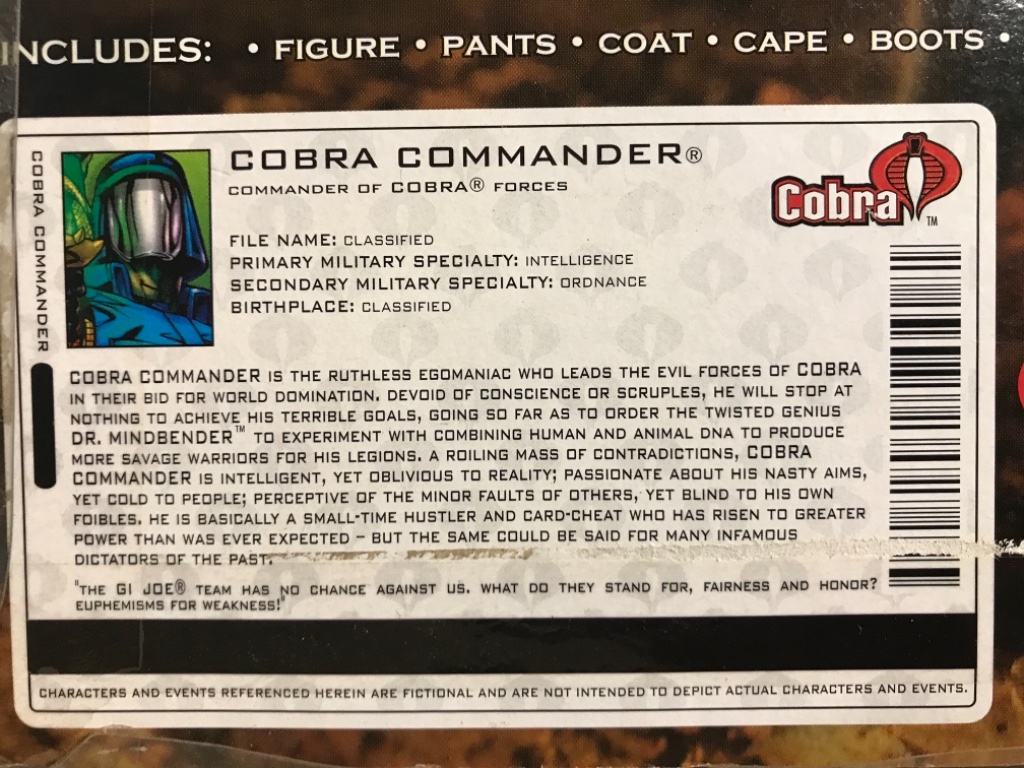 INCLUDES: • FIGURE • PANTS • COAT • CAPE • BOOTS •
COBRA COMMANDER
COBRA COMMANDER®
COMMANDER OF COBRA® FORCES
Cobra™
FILE NAME: CLASSIFIED
PRIMARY MILITARY SPECIALTY: INTELLIGENCE
SECONDARY MILITARY SPECIALTY: ORDNANCE
BIRTHPLACE: CLASSIFIED
COBRA COMMANDER IS THE RUTHLESS EGOMANIAC WHO LEADS THE EVIL FORCES OF COBRA
IN THEIR BID FOR WORLD DOMINATION. DEVOID OF CONSCIENCE OR SCRUPLES, HE WILL STOP AT
NOTHING TO ACHIEVE HIS TERRIBLE GOALS, GOING SO FAR AS TO ORDER THE TWISTED GENIUS
DR. MINDBENDER™ TO EXPERIMENT WITH COMBINING HUMAN AND ANIMAL DNA TO PRODUCE
MORE SAVAGE WARRIORS FOR HIS LEGIONS. A ROILING MASS OF CONTRADICTIONS, COBRA
COMMANDER IS INTELLIGENT, YET OBLIVIOUS TO REALITY; PASSIONATE ABOUT HIS NASTY AIMS,
YET COLD TO PEOPLE; PERCEPTIVE OF THE MINOR FAULTS OF OTHERS, YET BLIND TO HIS OWN
FOIBLES. HE IS BASICALLY A SMALL-TIME HUSTLER AND CARD-CHEAT WHO HAS RISEN TO GREATER
POWER THAN WAS EVER EXPECTED – BUT THE SAME COULD BE SAID FOR MANY INFAMOUS
DICTATORS OF THE PAST.
"THE GI JOE® TEAM HAS NO CHANCE AGAINST US. WHAT DO THEY STAND FOR, FAIRNESS AND HONOR?
EUPHEMISMS FOR WEAKNESS!"
CHARACTERS AND EVENTS REFERENCED HEREIN ARE FICTIONAL AND ARE NOT INTENDED TO DEPICT ACTUAL CHARACTERS AND EVENTS.